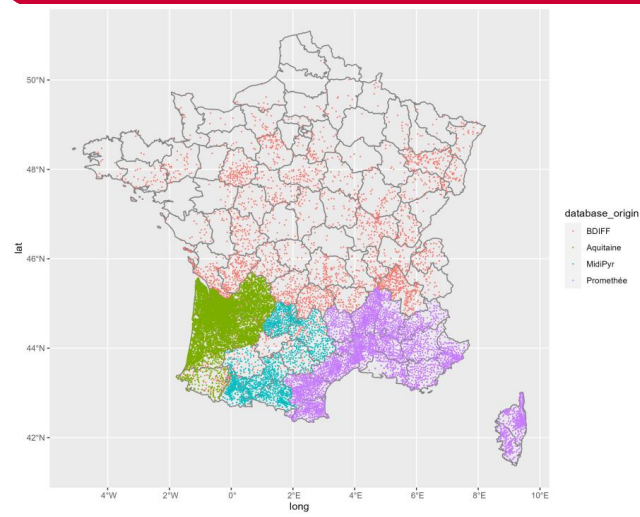 50°N
48°N
46°N
44°N
42°N
lat
4°W
2°W
0°
2°E
4°E
6°E
8°E
10°E
long
database_origin
BDIFF
Aquitaine
MidiPyr
Promethée